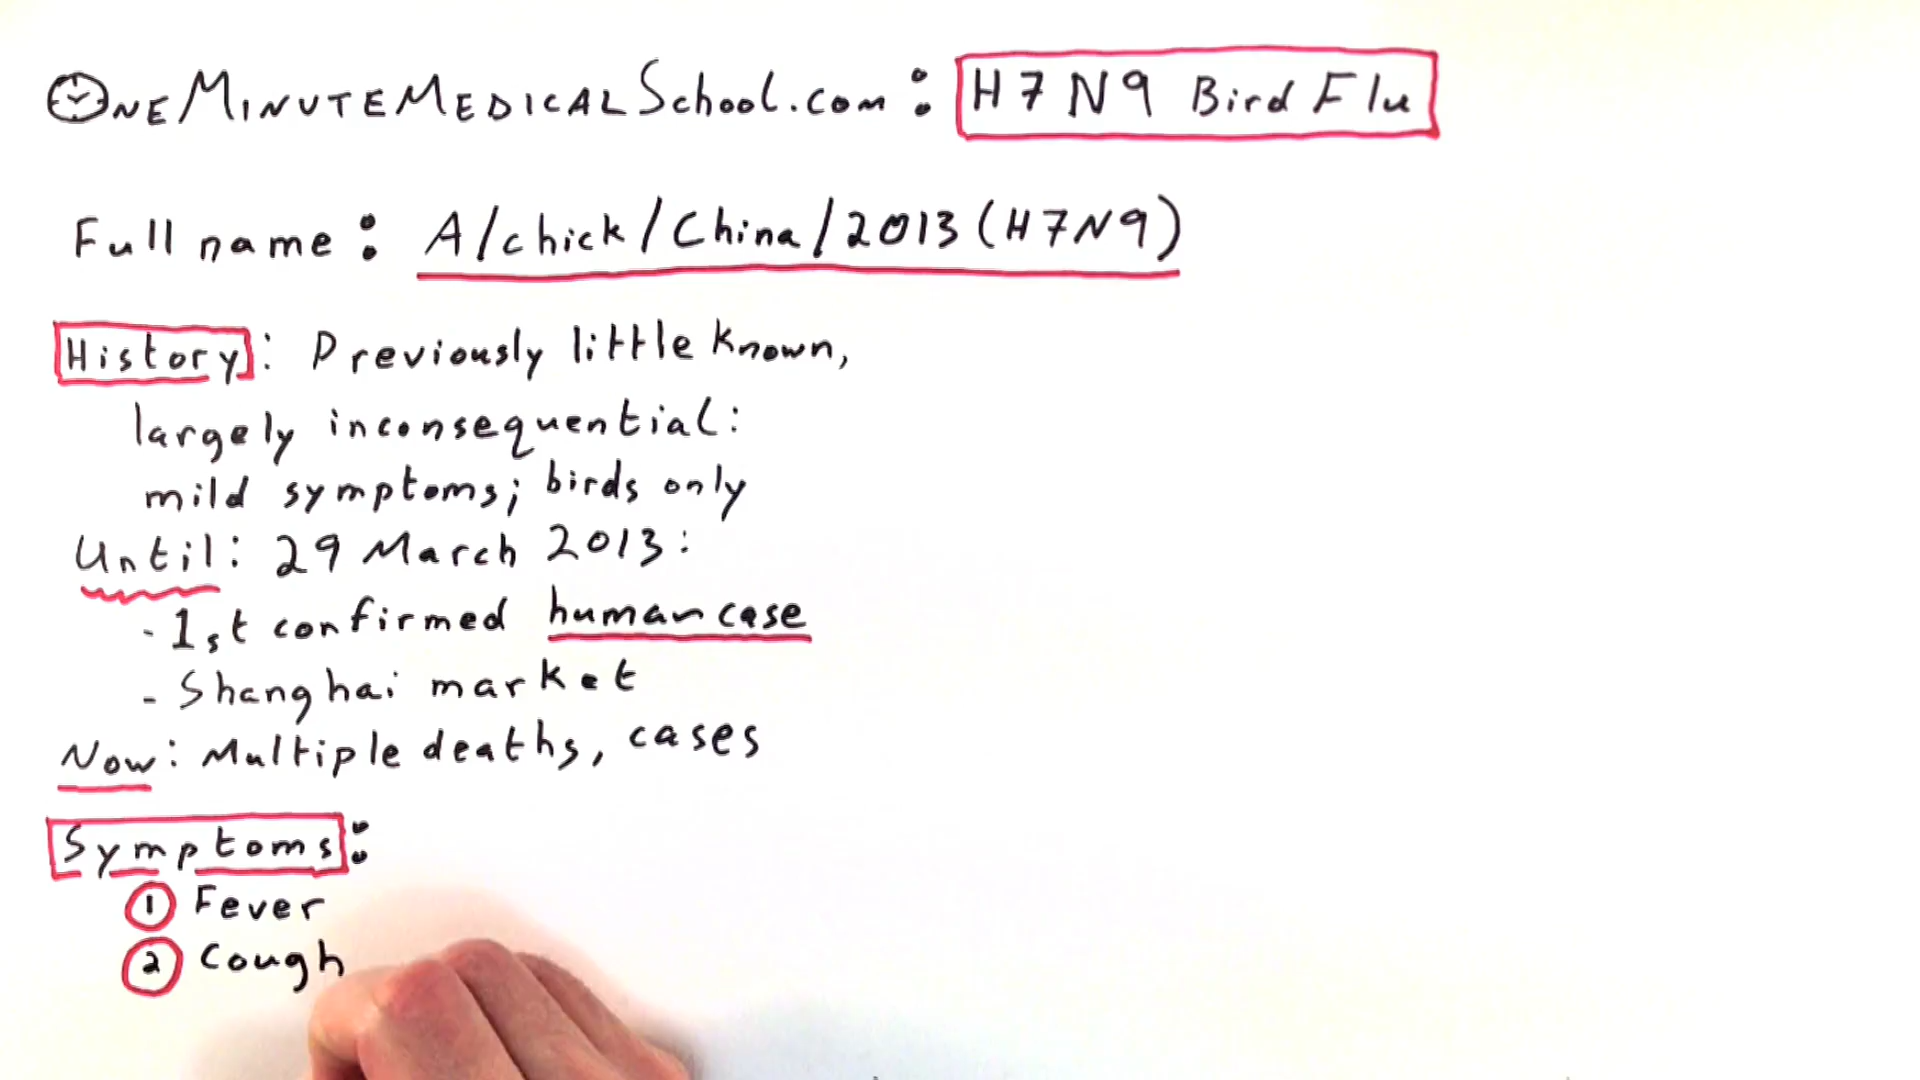 OneMinuteMedicalSchool.com: H7N9 Bird Flu
Full name: A/chick/China/2013(H7N9)
History: Previously little known,
largely inconsequential:
mild symptoms; birds only
Until: 29 March 2013:
- 1st confirmed human case
- Shanghai market
Now: Multiple deaths, cases
Symptoms:
1 Fever
2 Cough